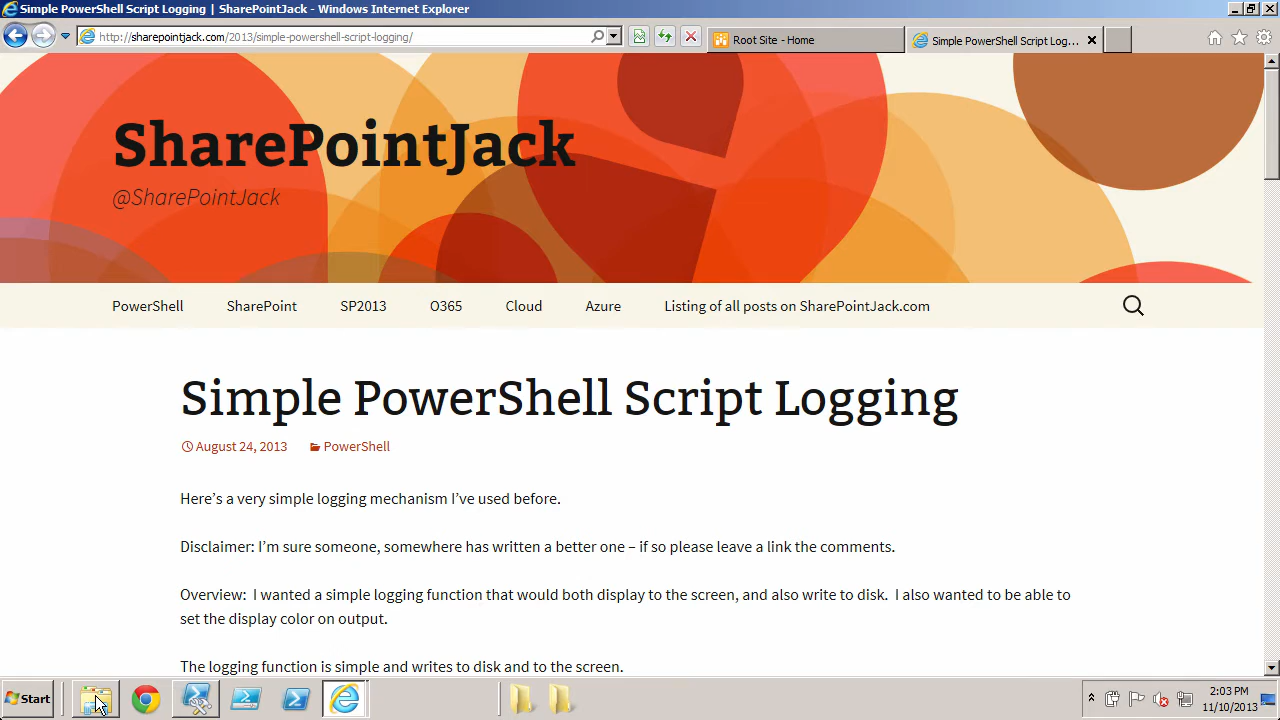 Simple PowerShell Script Logging | SharePointJack - Windows Internet Explorer
http://sharepointjack.com/2013/simple-powershell-script-logging/
Root Site - Home
Simple PowerShell Script Log...
SharePointJack
@SharePointJack
PowerShell SharePoint SP2013 O365 Cloud Azure Listing of all posts on SharePointJack.com
Simple PowerShell Script Logging
August 24, 2013 PowerShell
Here's a very simple logging mechanism I've used before.
Disclaimer: I'm sure someone, somewhere has written a better one – if so please leave a link the comments.
Overview:  I wanted a simple logging function that would both display to the screen, and also write to disk.  I also wanted to be able to
set the display color on output.
The logging function is simple and writes to disk and to the screen.
Start
2:03 PM
11/10/2013